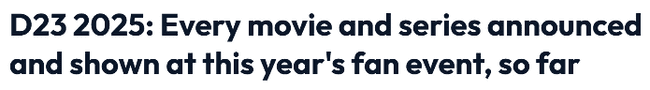 D23 2025: Every movie and series announced
and shown at this year's fan event, so far